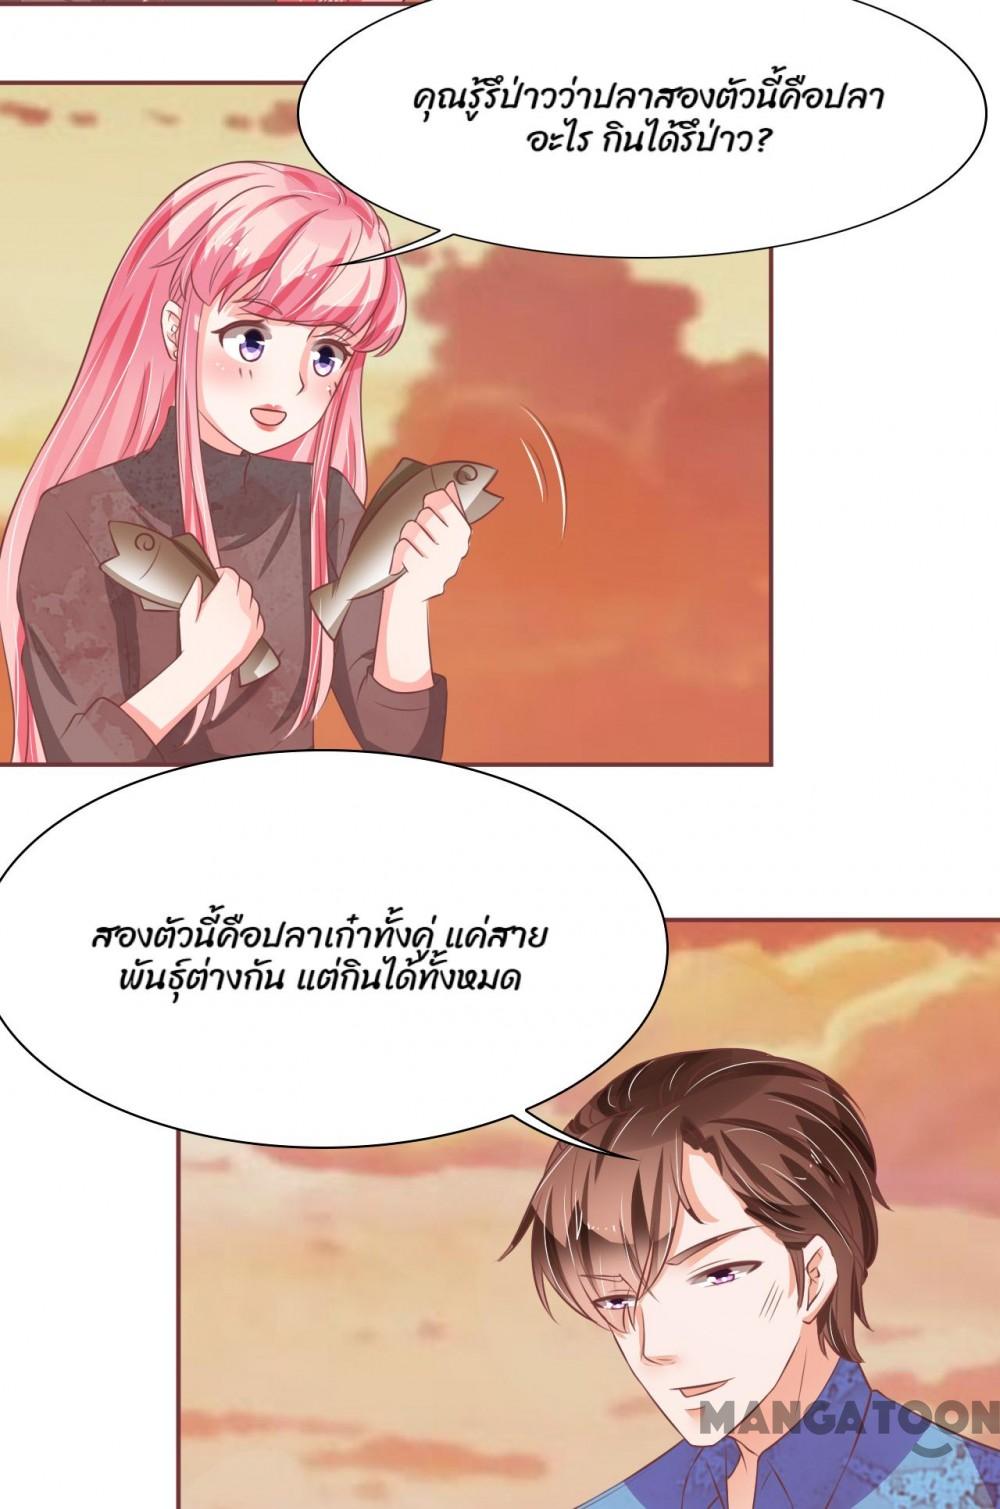 คุณรู้รึป่าวว่าปลาสองตัวนี้คือปลา
อะไร กินได้รึป่าว?
สองตัวนี้คือปลาเก๋าทั้งคู่ แค่สาย
พันธุ์ต่างกัน แต่กินได้ทั้งหมด
MANGATOON